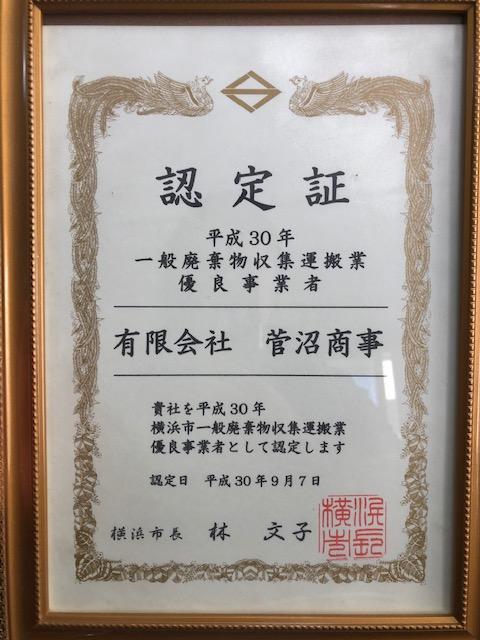 認定証
平成30年
一般廃棄物収集運搬業
優良事業者
有限会社　菅沼商事
貴社を平成30年
横浜市一般廃棄物収集運搬業
優良事業者として認定します
認定日　平成30年9月7日
横浜市長　林　文子
横浜市長